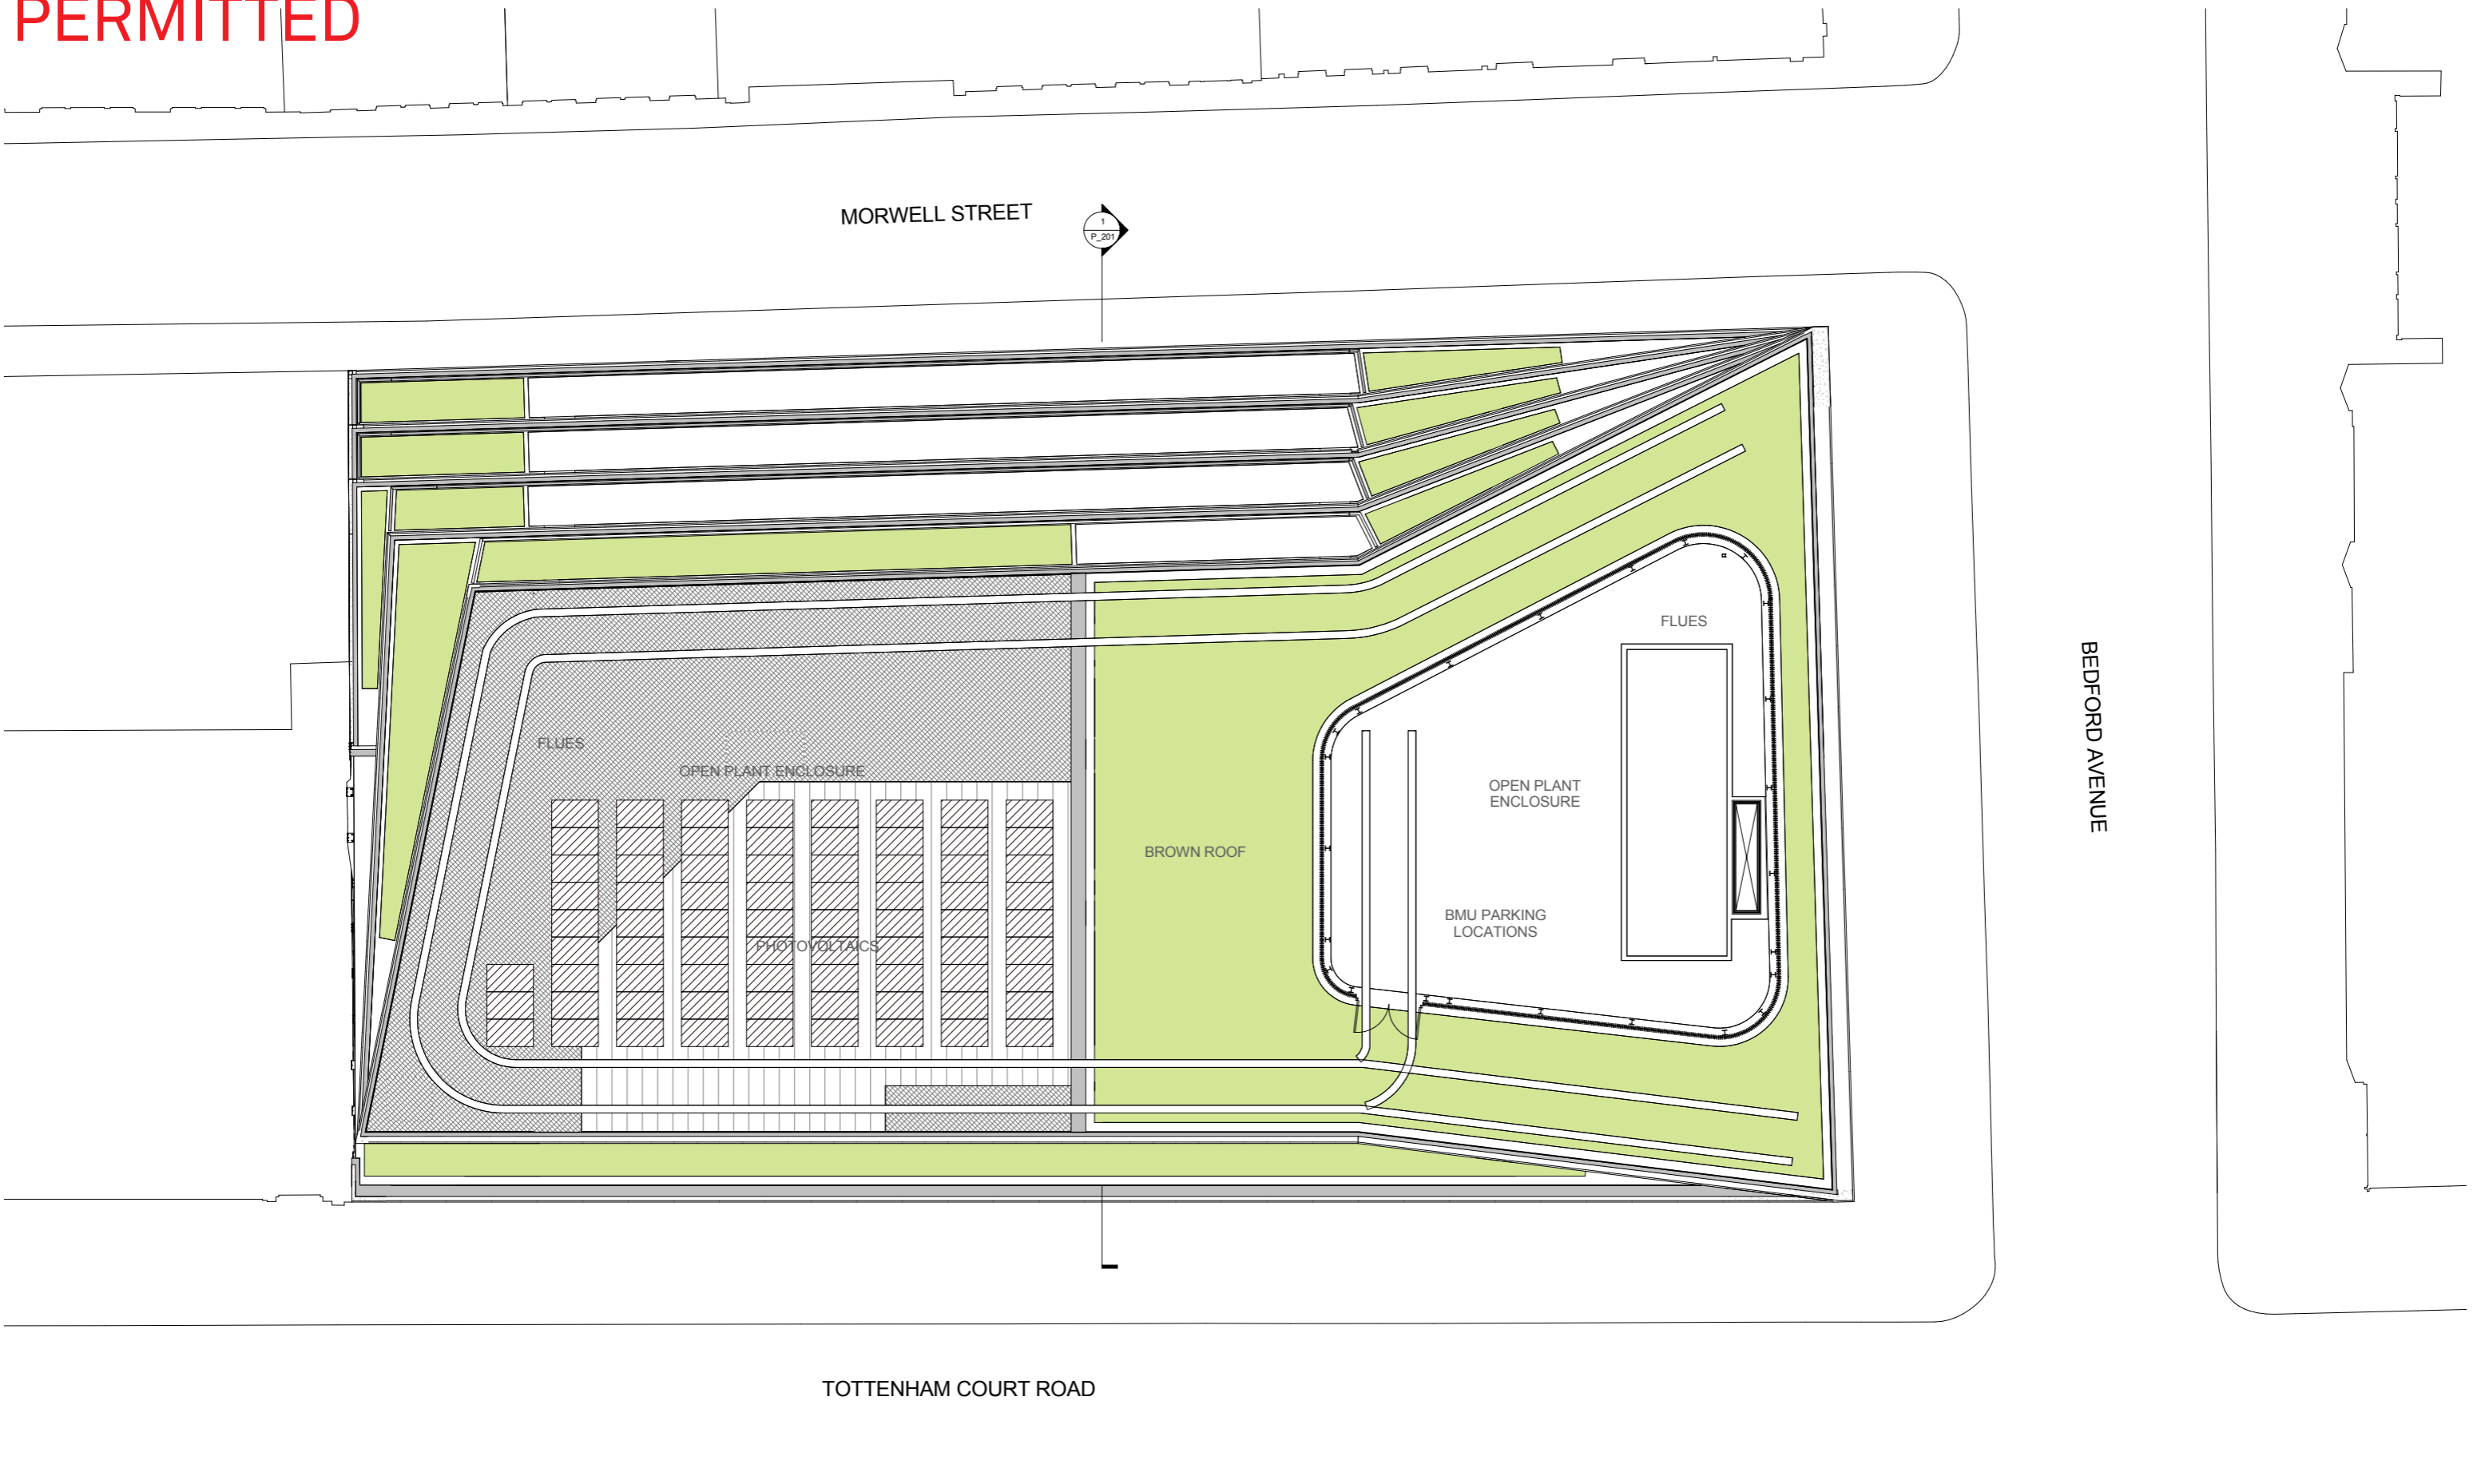 PERMITTED
MORWELL STREET
1
P_201
FLUES
BEDFORD AVENUE
FLUES
OPEN PLANT ENCLOSURE
OPEN PLANT
ENCLOSURE
BROWN ROOF
BMU PARKING
LOCATIONS
PHOTOVOLTAICS
TOTTENHAM COURT ROAD